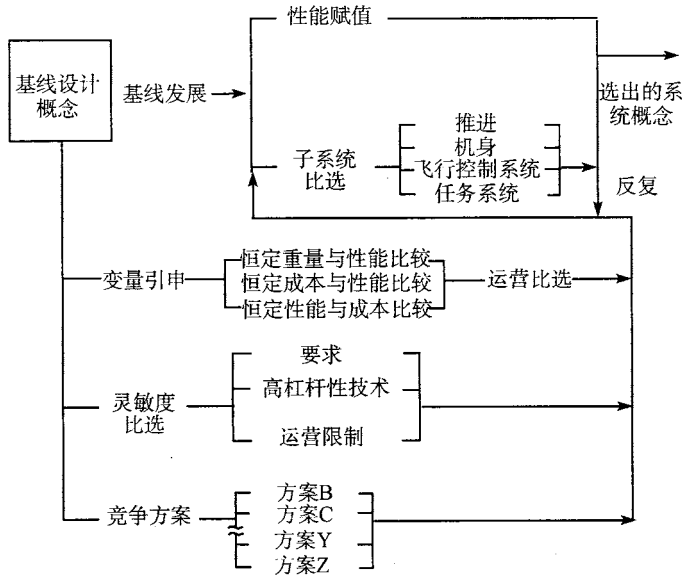 性能赋值
基线设计
概念
基线发展
选出的系
统概念
推进
机身
飞行控制系统
任务系统
子系统
比选
反复
变量引申
恒定重量与性能比较
恒定成本与性能比较
恒定性能与成本比较
运营比选
灵敏度
比选
要求
高杠杆性技术
运营限制
竞争方案
方案B
方案C
方案Y
方案Z